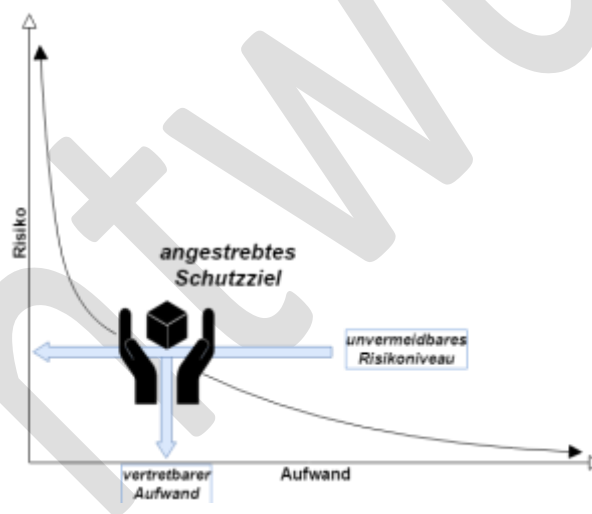 Risiko
angestrebtes
Schutzziel
unvermeidbares
Risikoniveau
vertretbarer
Aufwand
Aufwand